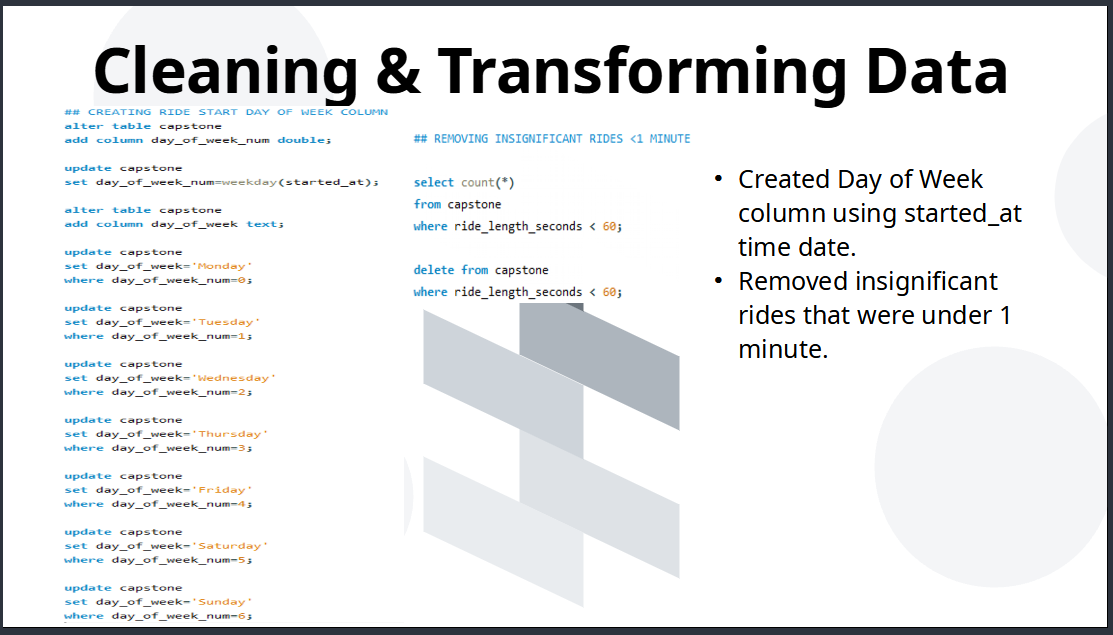 Cleaning & Transforming Data
## CREATING RIDE START DAY OF WEEK COLUMN
alter table capstone
add column day_of_week_num double;
update capstone
set day_of_week_num=weekday(started_at);
alter table capstone
add column day_of_week text;
update capstone
set day_of_week='Monday'
where day_of_week_num=0;
update capstone
set day_of_week='Tuesday'
where day_of_week_num=1;
update capstone
set day_of_week='Wednesday'
where day_of_week_num=2;
update capstone
set day_of_week='Thursday'
where day_of_week_num=3;
update capstone
set day_of_week='Friday'
where day_of_week_num=4;
update capstone
set day_of_week='Saturday'
where day_of_week_num=5;
update capstone
set day_of_week='Sunday'
where day_of_week_num=6;
## REMOVING INSIGNIFICANT RIDES <1 MINUTE
select count(*)
from capstone
where ride_length_seconds < 60;
delete from capstone
where ride_length_seconds < 60;
• Created Day of Week
column using started_at
time date.
• Removed insignificant
rides that were under 1
minute.